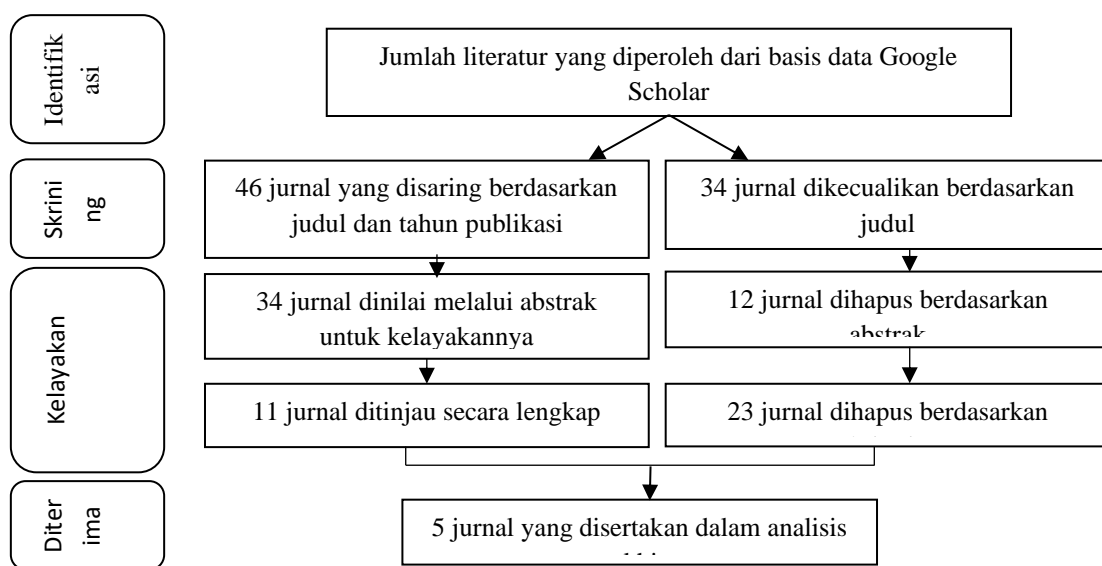 Identifik
asi
Jumlah literatur yang diperoleh dari basis data Google
Scholar
Skrini
ng
46 jurnal yang disaring berdasarkan
judul dan tahun publikasi
34 jurnal dikecualikan berdasarkan
judul
Kelayakan
34 jurnal dinilai melalui abstrak
untuk kelayakannya
12 jurnal dihapus berdasarkan
abstrak
11 jurnal ditinjau secara lengkap
23 jurnal dihapus berdasarkan
Diter
ima
5 jurnal yang disertakan dalam analisis